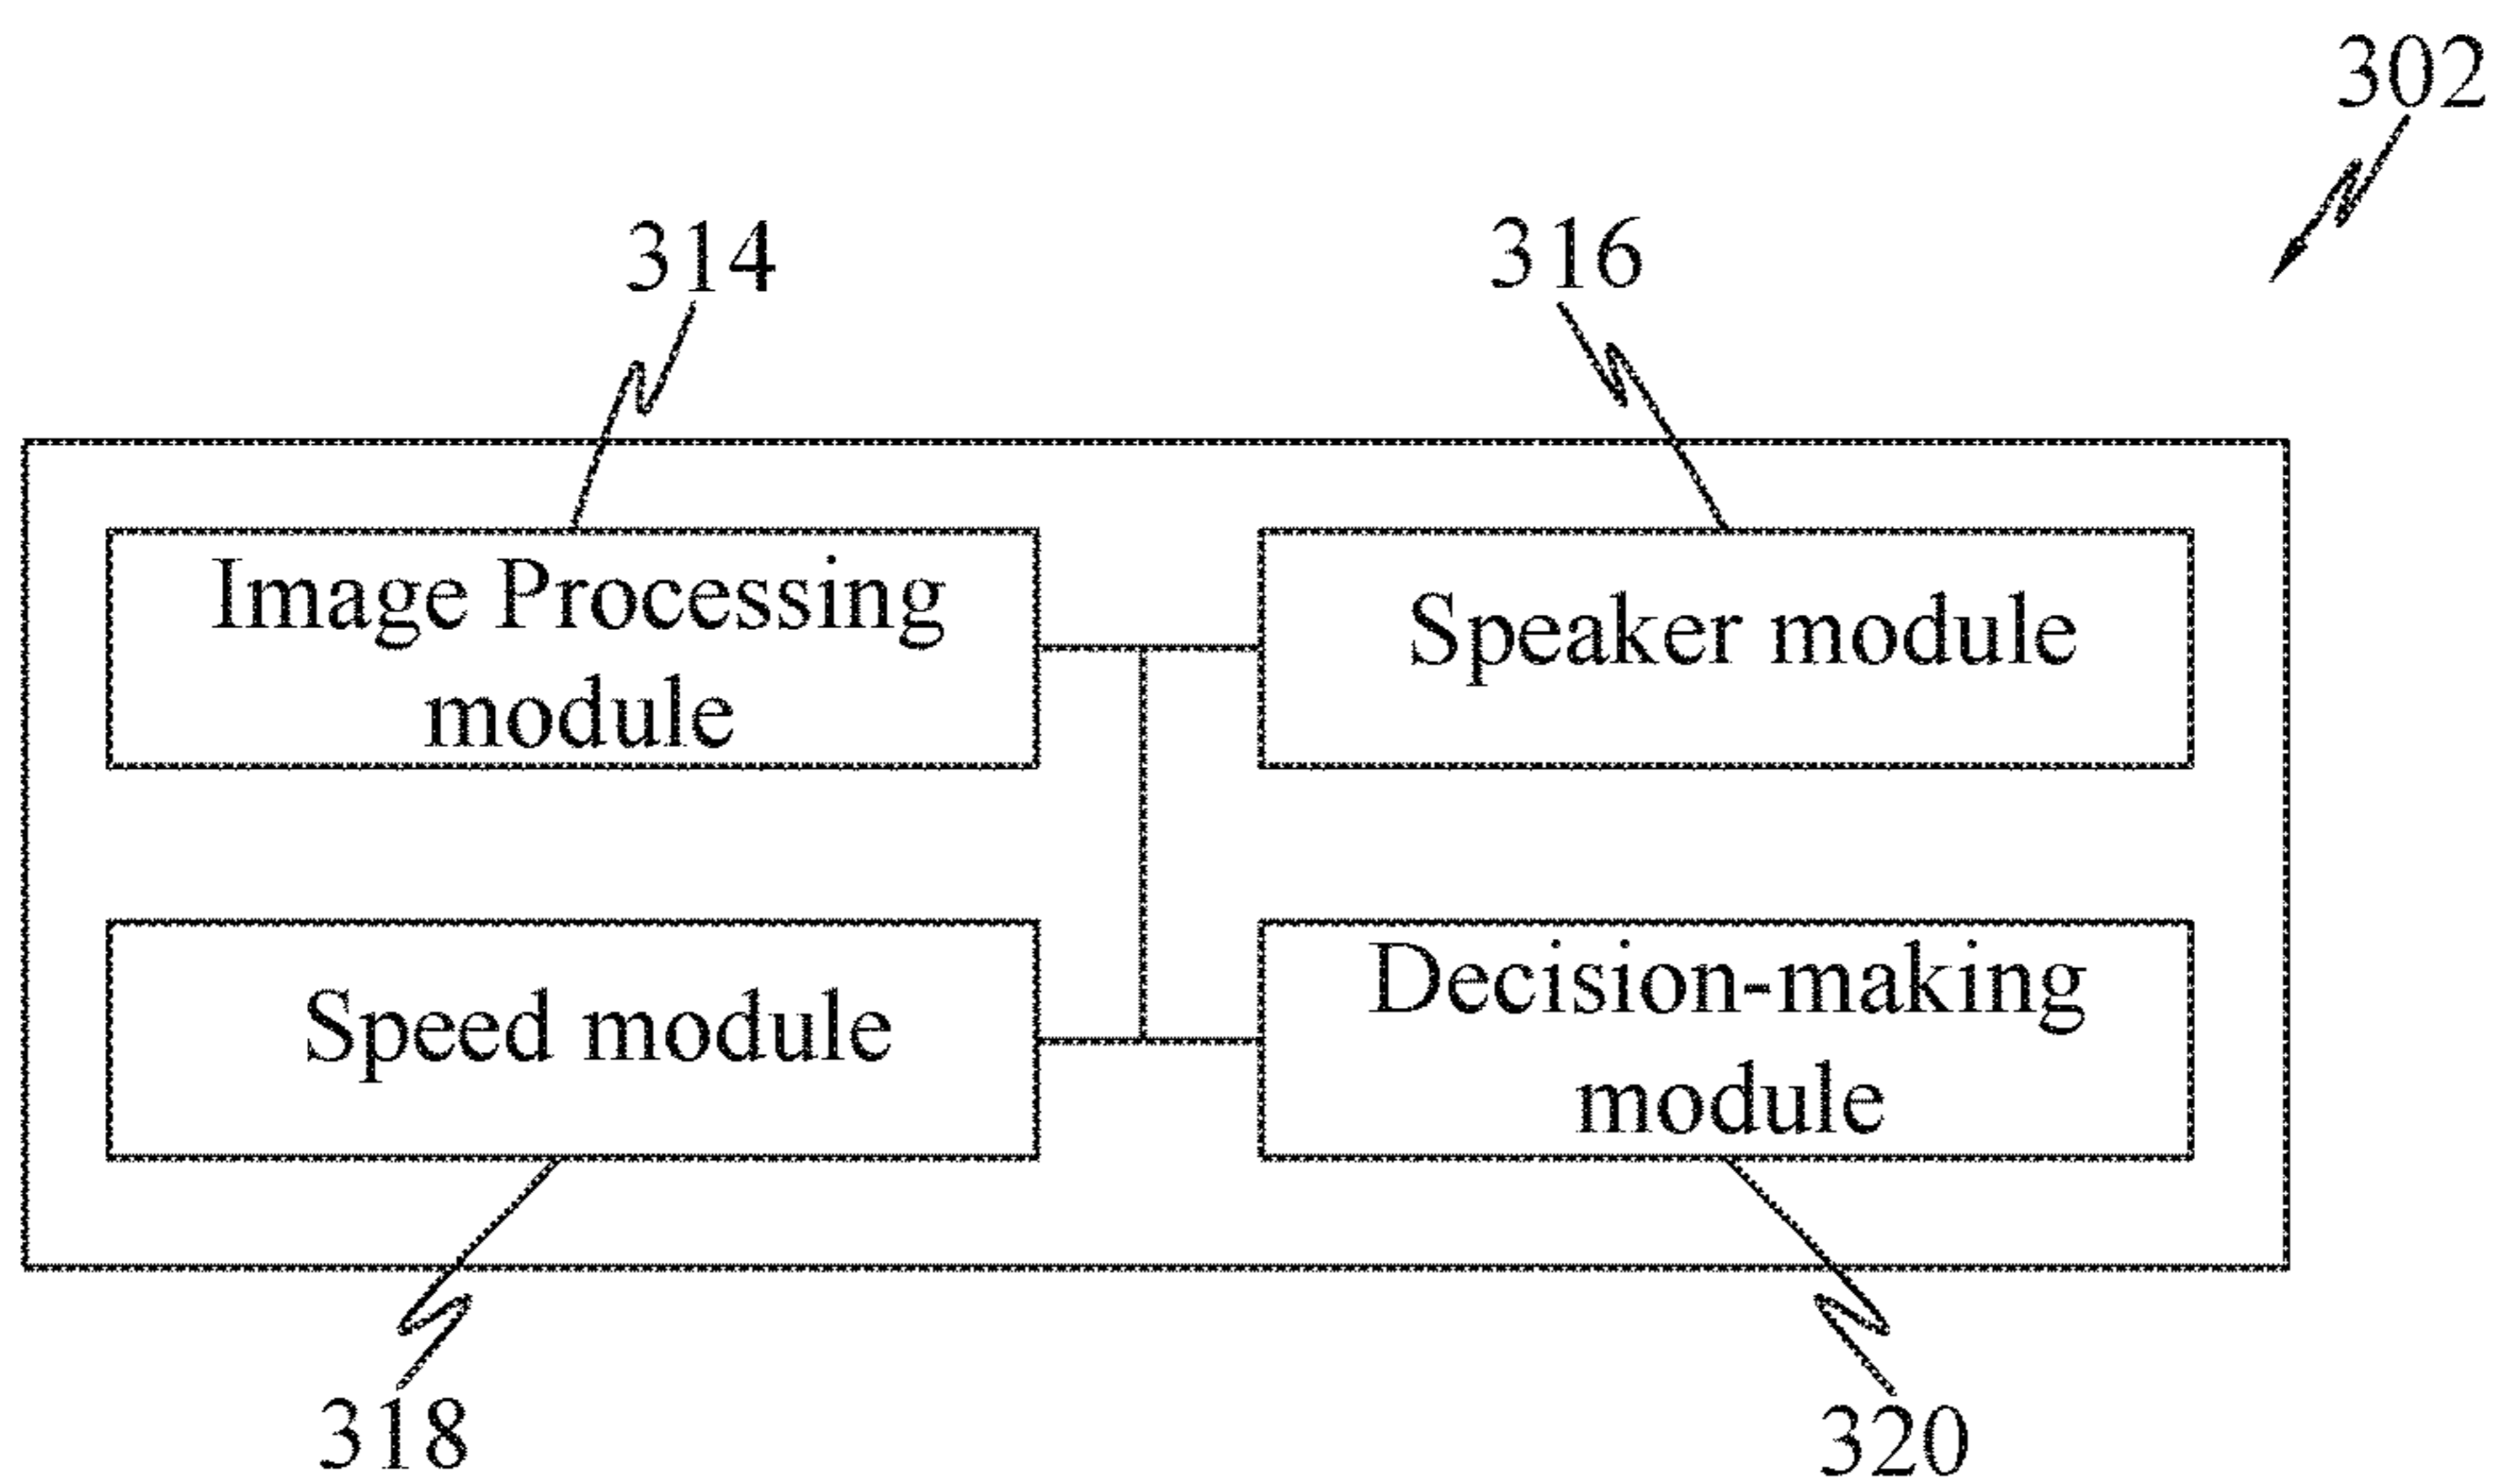 302
314
316
Image Processing
module
Speaker module
Speed module
Decision-making
module
318
320